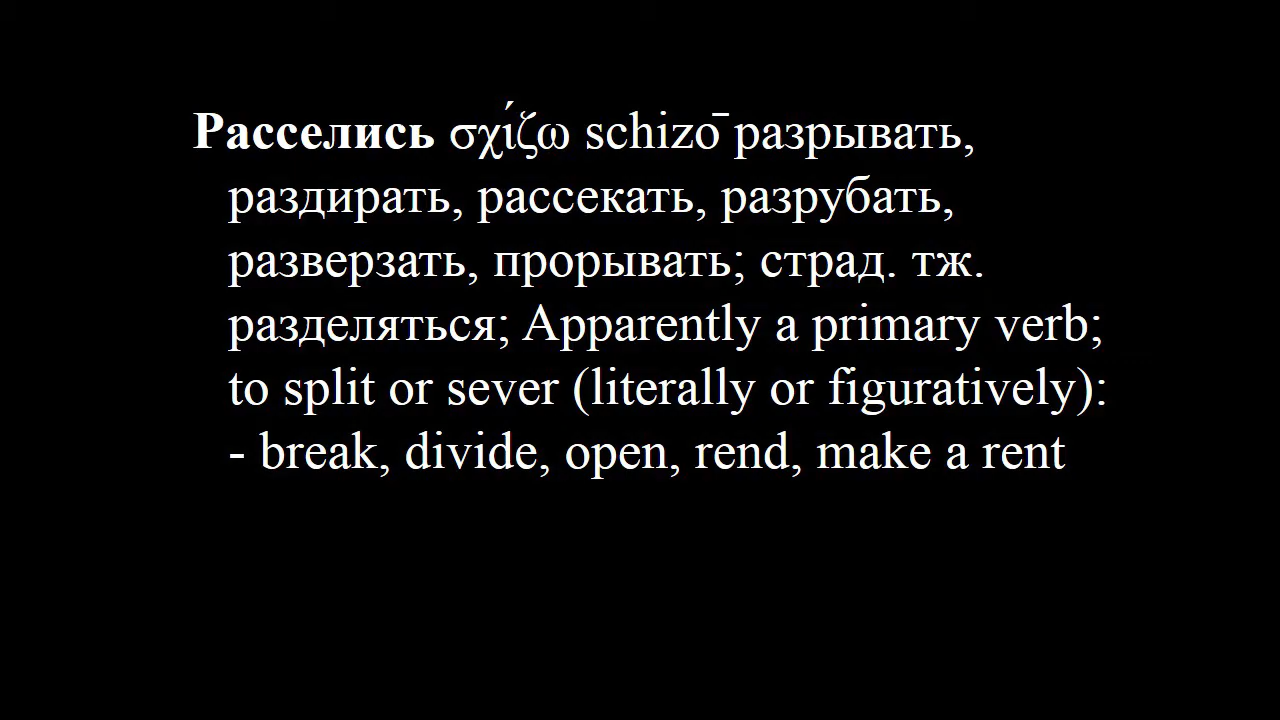 Расселись σχίζω schizō разрывать,
раздирать, рассекать, разрубать,
разверзать, прорывать; страд. тж.
разделяться; Apparently a primary verb;
to split or sever (literally or figuratively):
- break, divide, open, rend, make a rent